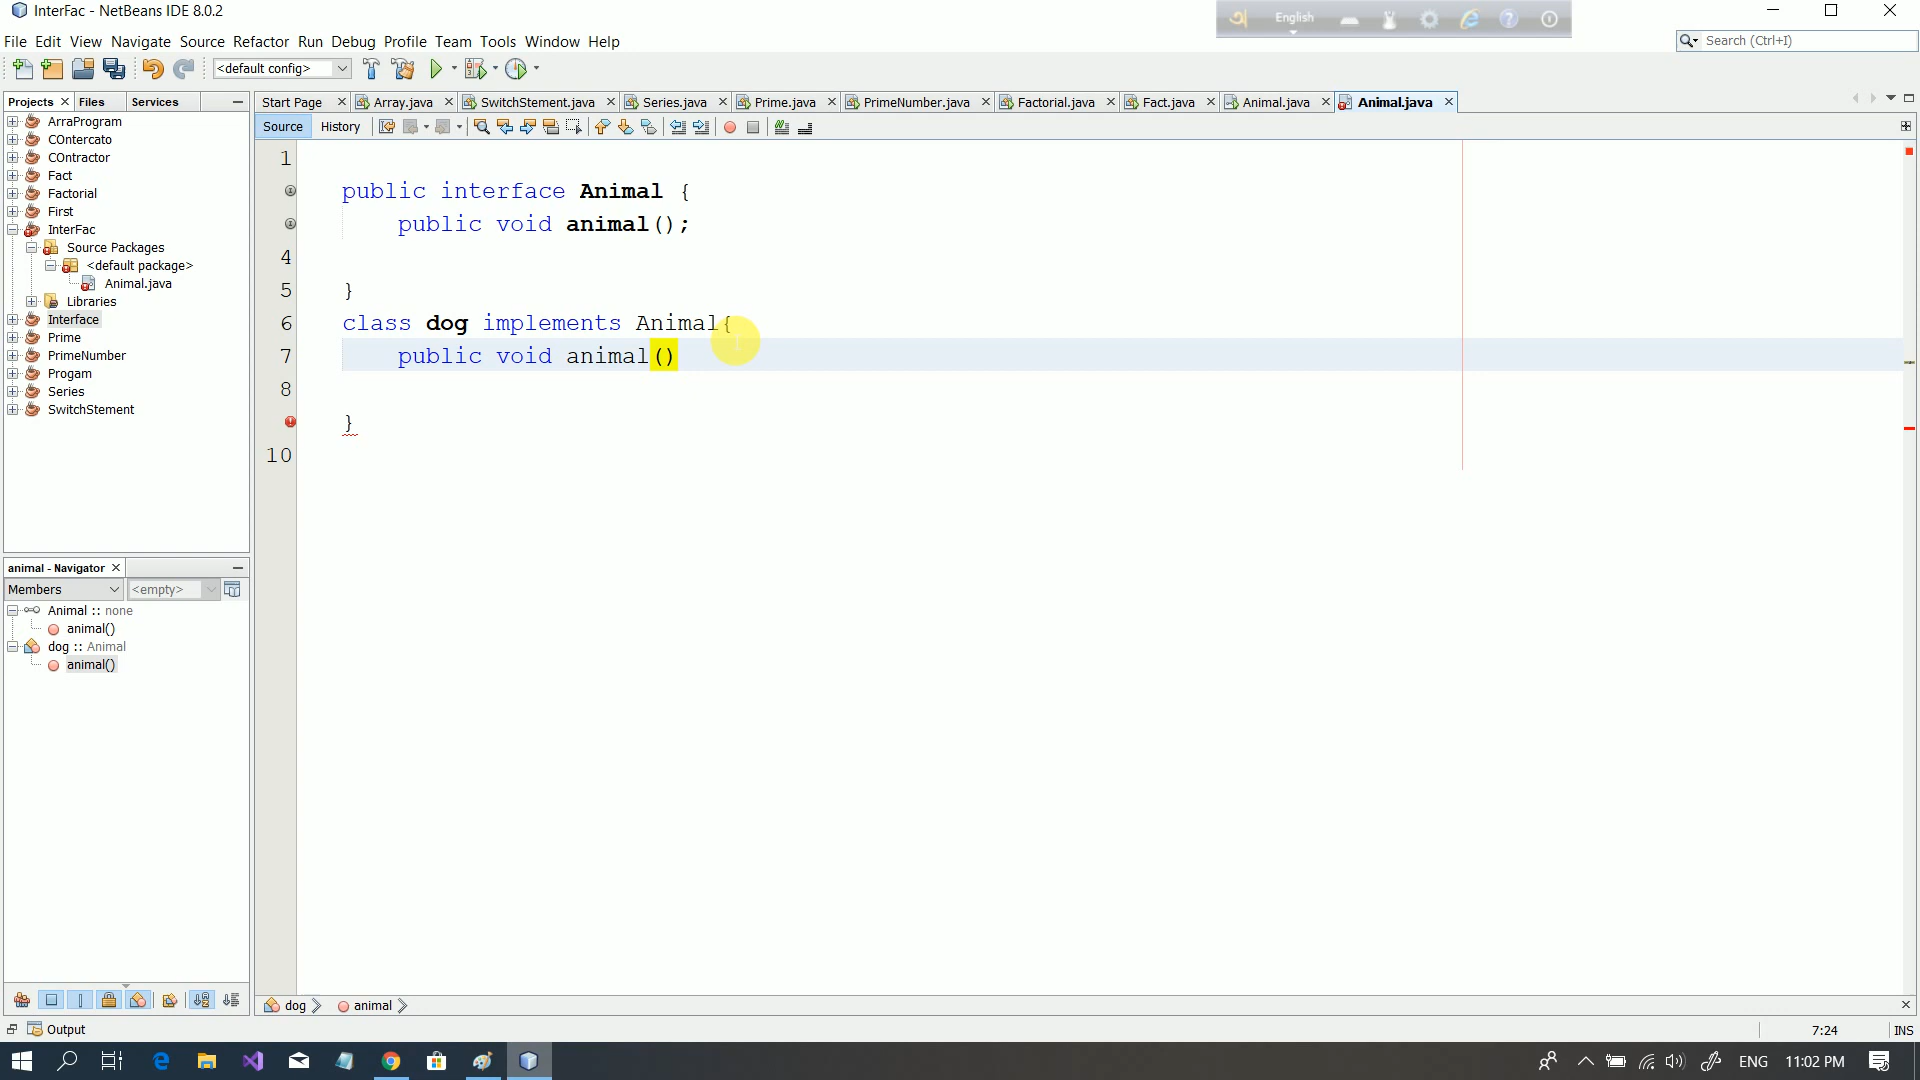 InterFac - NetBeans IDE 8.0.2
অ English
File Edit View Navigate Source Refactor Run Debug Profile Team Tools Window Help
Search (Ctrl+I)
<default config>
Projects Files Services
Start Page Array.java SwitchStement.java Series.java Prime.java PrimeNumber.java Factorial.java Fact.java Animal.java Animal.java
Source History
ArraProgram
COntercato
COntractor
Fact
Factorial
First
InterFac
Source Packages
<default package>
Animal.java
Libraries
Interface
Prime
PrimeNumber
Progam
Series
SwitchStement
1
public interface Animal {
public void animal();
4
5 }
6 class dog implements Animal{
7 public void animal()
8
}
10
animal - Navigator
Members <empty>
Animal :: none
animal()
dog :: Animal
animal()
dog animal
Output
7:24 INS
ENG 11:02 PM